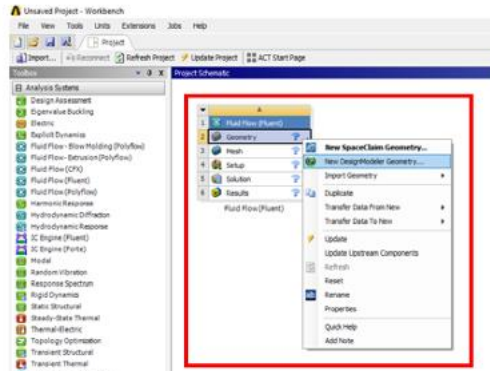 Unsaved Project - Workbench
File View Tools Units Extensions Jobs Help
Project
Import... Reconnect Refresh Project Update Project ACT Start Page
Toolbox
Project Schematic
Analysis Systems
Design Assessment
Eigenvalue Buckling
Electric
Explicit Dynamics
Fluid Flow - Blow Molding (Polyflow)
Fluid Flow - Extrusion (Polyflow)
Fluid Flow (CFX)
Fluid Flow (Fluent)
Fluid Flow (Polyflow)
Harmonic Response
Hydrodynamic Diffraction
Hydrodynamic Response
IC Engine (Fluent)
IC Engine (Forte)
Modal
Random Vibration
Response Spectrum
Rigid Dynamics
Static Structural
Steady-State Thermal
Thermal-Electric
Topology Optimization
Transient Structural
Transient Thermal
A
1 Fluid Flow (Fluent)
2 Geometry ?
3 Mesh ?
4 Setup ?
5 Solution ?
6 Results ?
Fluid Flow (Fluent)
New SpaceClaim Geometry...
New DesignModeler Geometry...
Import Geometry
Duplicate
Transfer Data From New
Transfer Data To New
Update
Update Upstream Components
Refresh
Reset
Rename
Properties
Quick Help
Add Note